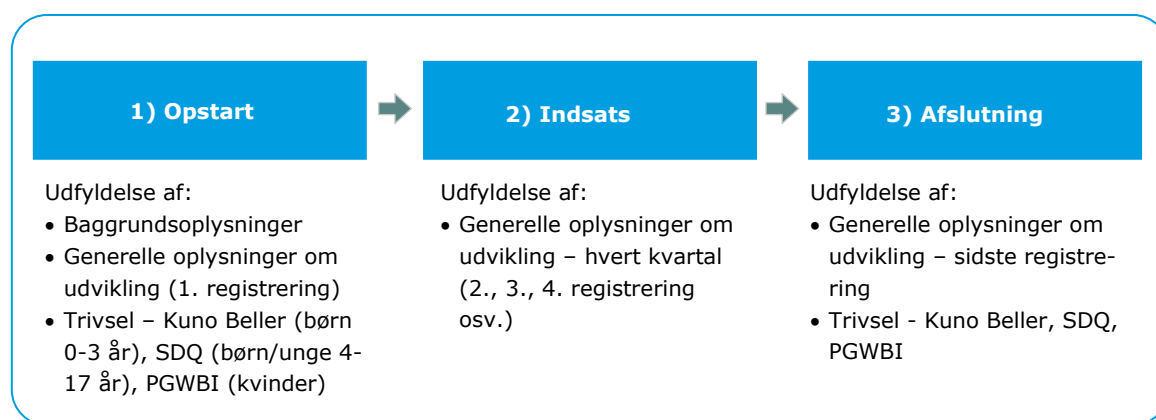 1) Opstart
Udfyldelse af:
• Baggrundsoplysninger
• Generelle oplysninger om
udvikling (1. registrering)
• Trivsel – Kuno Beller (børn
0-3 år), SDQ (børn/unge 4-
17 år), PGWBI (kvinder)
2) Indsats
Udfyldelse af:
• Generelle oplysninger om
udvikling – hvert kvartal
(2., 3., 4. registrering
osv.)
3) Afslutning
Udfyldelse af:
• Generelle oplysninger om
udvikling – sidste registre-
ring
• Trivsel - Kuno Beller, SDQ,
PGWBI